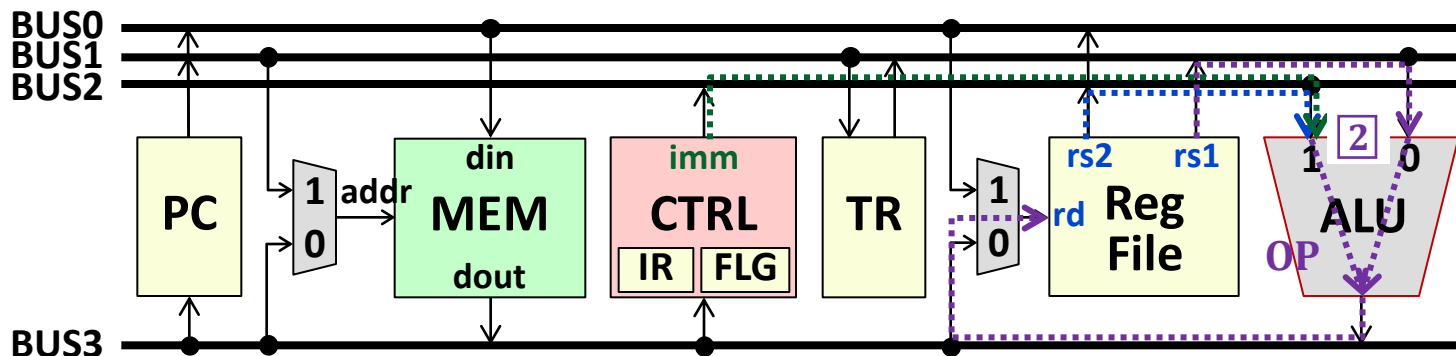 BUS0
BUS1
BUS2
din
imm
rs2
rs1
1
2
0
1
addr
1
PC
MEM
CTRL
TR
rd
Reg
ALU
0
0
File
OP
IR
FLG
dout
BUS3